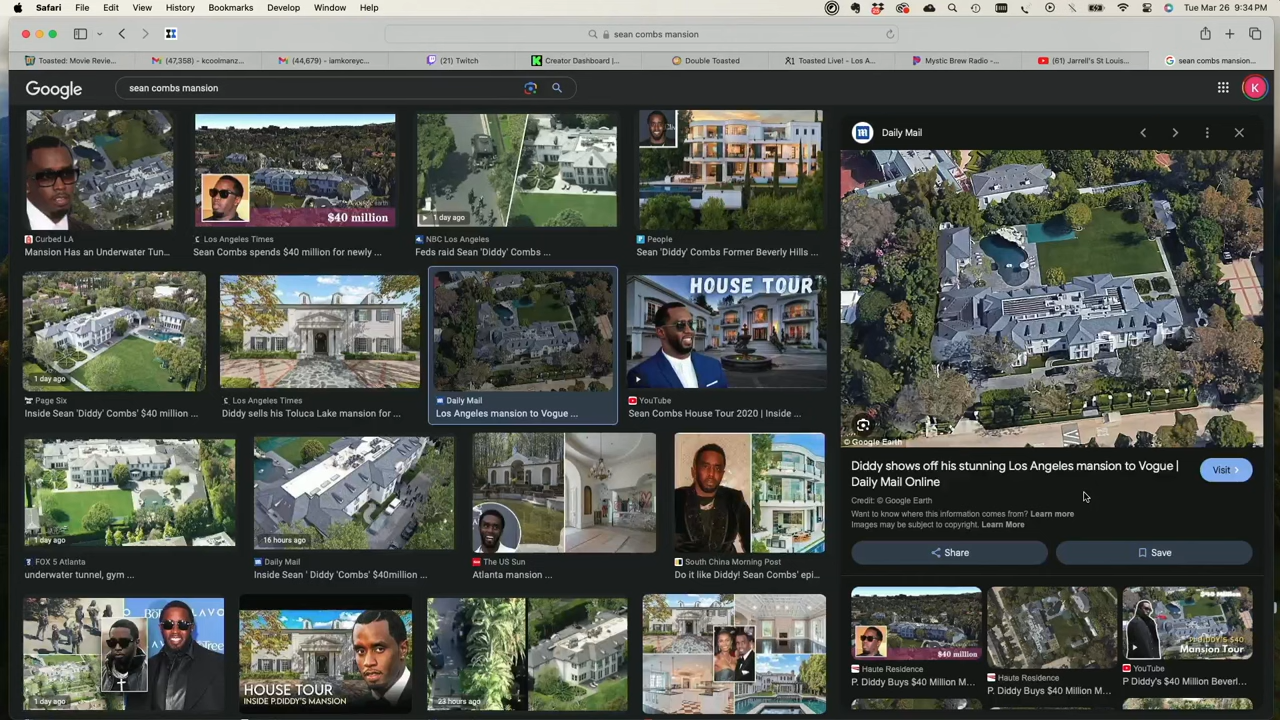 Safari File Edit View History Bookmarks Develop Window Help
Tue Mar 26 9:34 PM
sean combs mansion
Toasted: Movie Revie...
(47,358) - kcoolmanz...
(44,679) - iamkoreyc...
(21) Twitch
Creator Dashboard |...
Double Toasted
Toasted Live! - Los A...
Mystic Brew Radio -...
(61) Jarrell's St Louis...
sean combs mansion...
Google
sean combs mansion
K
Curbed LA
Mansion Has an Underwater Tun...
$40 million
Los Angeles Times
Sean Combs spends $40 million for newly ...
1 day ago
NBC Los Angeles
Feds raid Sean 'Diddy' Combs ...
People
Sean 'Diddy' Combs Former Beverly Hills ...
1 day ago
Page Six
Inside Sean 'Diddy' Combs' $40 million ...
Los Angeles Times
Diddy sells his Toluca Lake mansion for ...
Daily Mail
Los Angeles mansion to Vogue ...
HOUSE TOUR
YouTube
Sean Combs House Tour 2020 | Inside ...
1 day ago
FOX 5 Atlanta
underwater tunnel, gym ...
16 hours ago
Daily Mail
Inside Sean ' Diddy 'Combs' $40million ...
The US Sun
Atlanta mansion ...
South China Morning Post
Do it like Diddy! Sean Combs' epi...
1 day ago
HOUSE TOUR
INSIDE P.DIDDY'S MANSION
23 hours ago
Daily Mail
© Google Earth
Diddy shows off his stunning Los Angeles mansion to Vogue |
Daily Mail Online
Visit
Credit: © Google Earth
Want to know where this information comes from? Learn more
Images may be subject to copyright. Learn More
Share
Save
$40 million
Haute Residence
P. Diddy Buys $40 Million M...
Haute Residence
P. Diddy Buys $40 Million M...
P.DIDDY'S $40
Mansion Tour
YouTube
P Diddy's $40 Million Beverl...